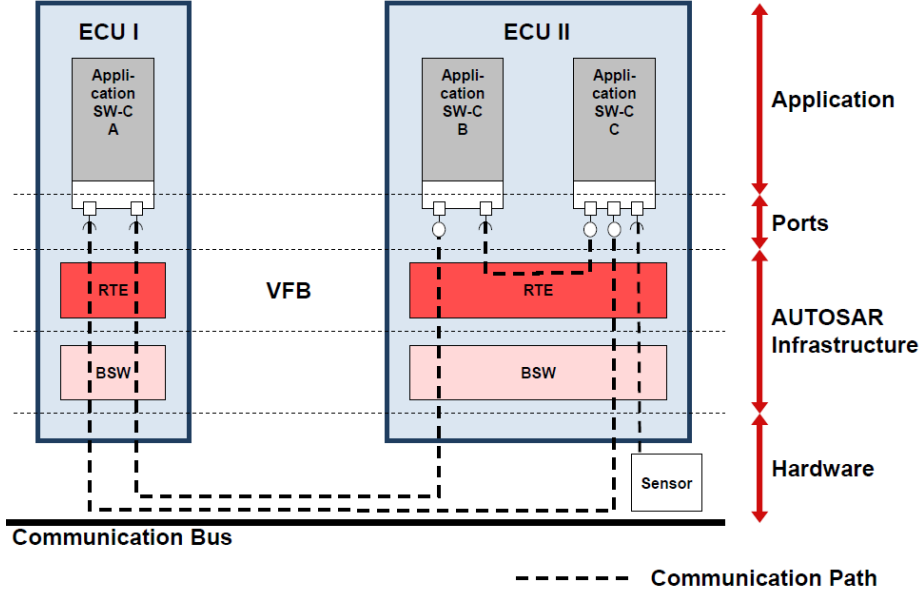 ECU I
ECU II
Appli-
cation
SW-C
A
Appli-
cation
SW-C
B
Appli-
cation
SW-C
C
Application
Ports
RTE
VFB
RTE
AUTOSAR
Infrastructure
BSW
BSW
Hardware
Sensor
Communication Bus
Communication Path